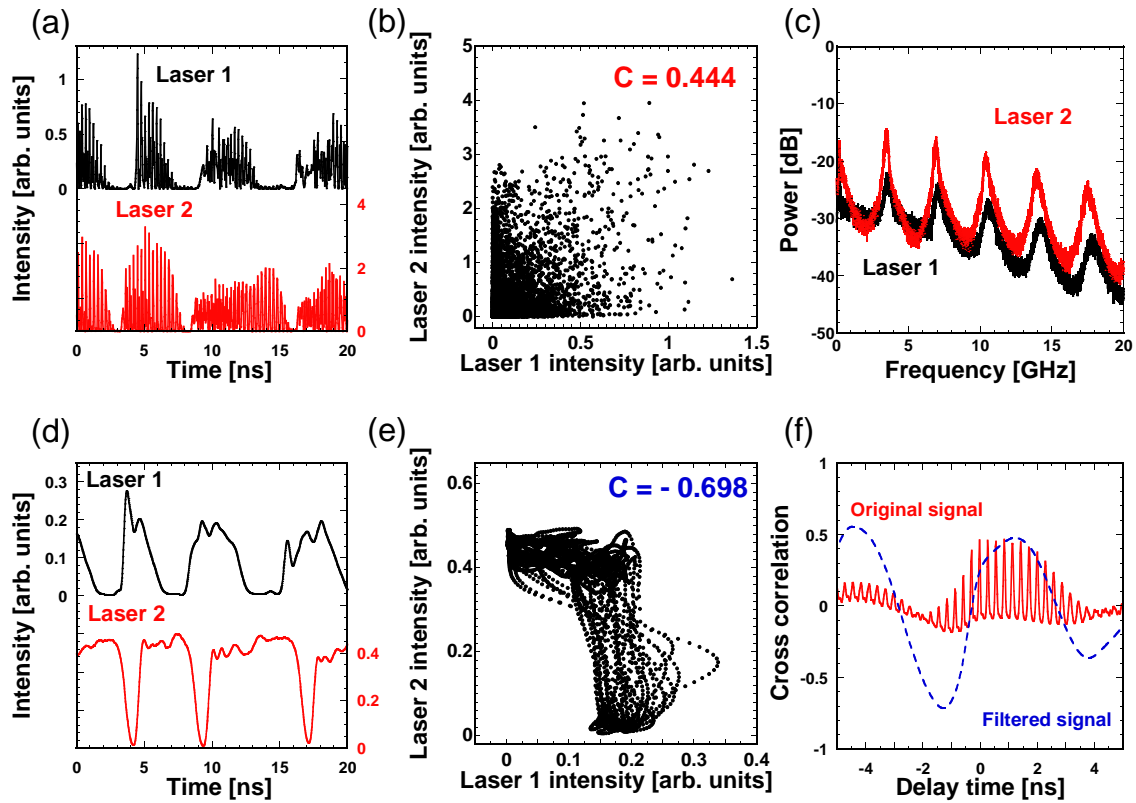 (a)
Intensity [arb. units]
1
0.5
0
Laser 1
Laser 2
4
2
0
0
5
10
15
20
Time [ns]
(b)
Laser 2 intensity [arb. units]
5
4
3
2
1
0
C = 0.444
0
0.5
1
1.5
Laser 1 intensity [arb. units]
(c)
Power [dB]
0
-10
-20
-30
-40
-50
Laser 2
Laser 1
0
5
10
15
20
Frequency [GHz]
(d)
Intensity [arb. units]
0.3
0.2
0.1
0
Laser 1
Laser 2
0.4
0.2
0
0
5
10
15
20
Time [ns]
(e)
Laser 2 intensity [arb. units]
0.6
0.4
0.2
0
C = - 0.698
0
0.1
0.2
0.3
0.4
Laser 1 intensity [arb. units]
(f)
Cross correlation
1
0.5
0
-0.5
-1
Original signal
Filtered signal
-4
-2
0
2
4
Delay time [ns]